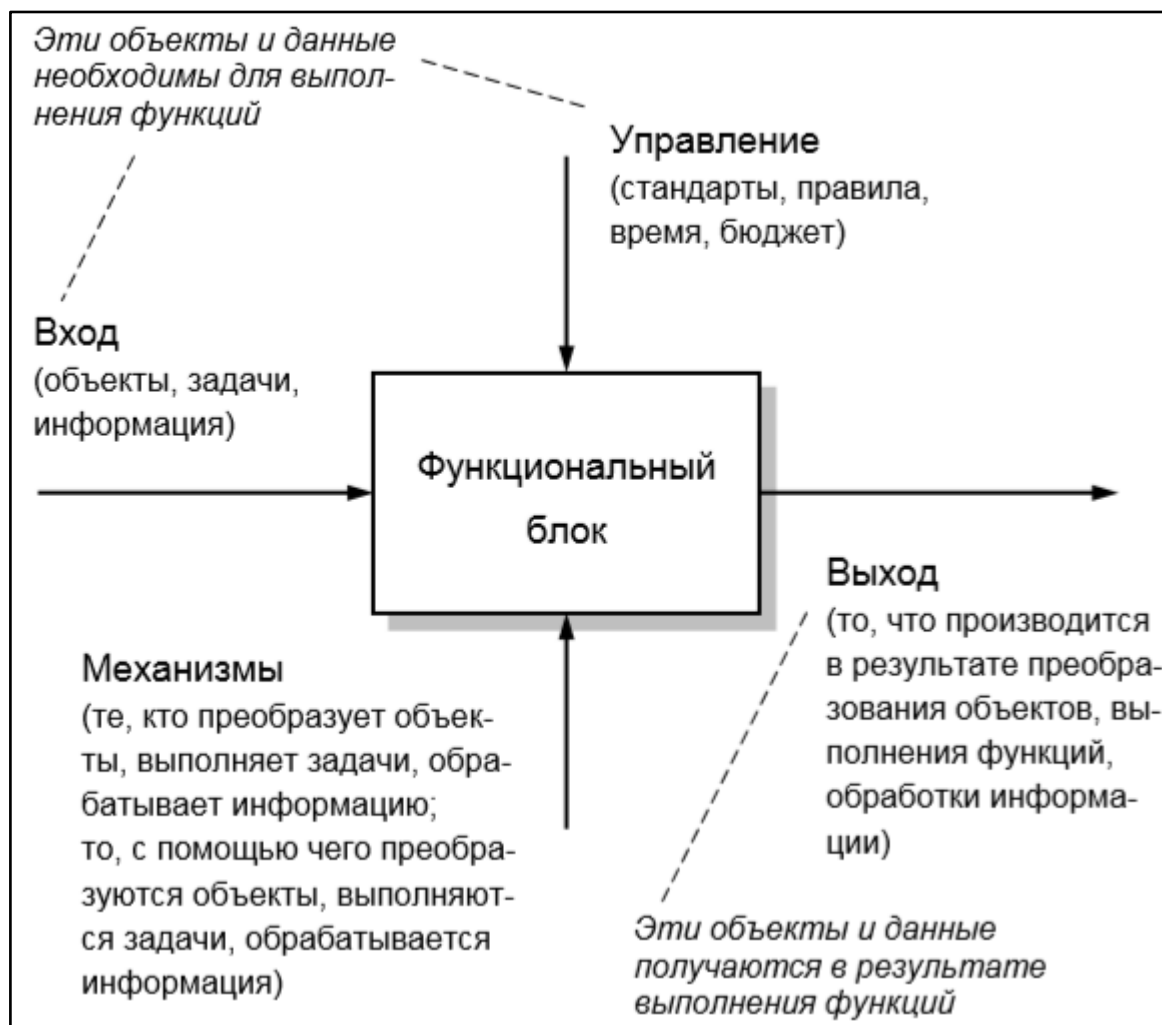 Эти объекты и данные
необходимы для выпол-
нения функций
Управление
(стандарты, правила,
время, бюджет)
Вход
(объекты, задачи,
информация)
Функциональный
блок
Выход
(то, что производится
в результате преобра-
зования объектов, вы-
полнения функций,
обработки информа-
ции)
Механизмы
(те, кто преобразует объек-
ты, выполняет задачи, обра-
батывает информацию;
то, с помощью чего преобра-
зуются объекты, выполняют-
ся задачи, обрабатывается
информация)
Эти объекты и данные
получаются в результате
выполнения функций